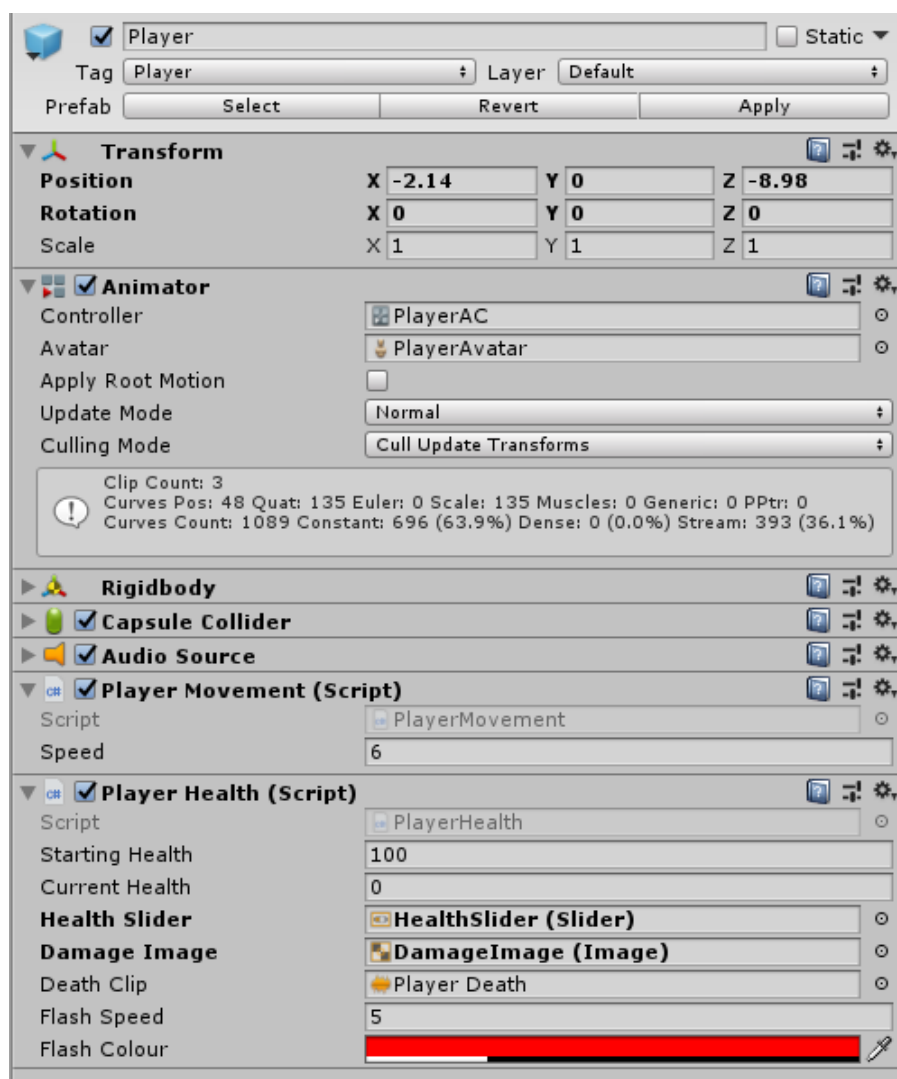 Player Static
Tag Player Layer Default
Prefab Select Revert Apply
Transform
Position X -2.14 Y 0 Z -8.98
Rotation X 0 Y 0 Z 0
Scale X 1 Y 1 Z 1
Animator
Controller PlayerAC
Avatar PlayerAvatar
Apply Root Motion
Update Mode Normal
Culling Mode Cull Update Transforms
Clip Count: 3
Curves Pos: 48 Quat: 135 Euler: 0 Scale: 135 Muscles: 0 Generic: 0 PPtr: 0
Curves Count: 1089 Constant: 696 (63.9%) Dense: 0 (0.0%) Stream: 393 (36.1%)
Rigidbody
Capsule Collider
Audio Source
C# Player Movement (Script)
Script PlayerMovement
Speed 6
C# Player Health (Script)
Script PlayerHealth
Starting Health 100
Current Health 0
Health Slider HealthSlider (Slider)
Damage Image DamageImage (Image)
Death Clip Player Death
Flash Speed 5
Flash Colour